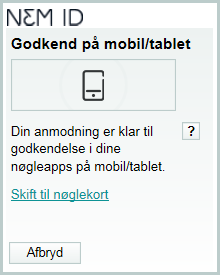 NEM ID
Godkend på mobil/tablet
Din anmodning er klar til
godkendelse i dine
nøgleapps på mobil/tablet.
?
Skift til nøglekort
Afbryd